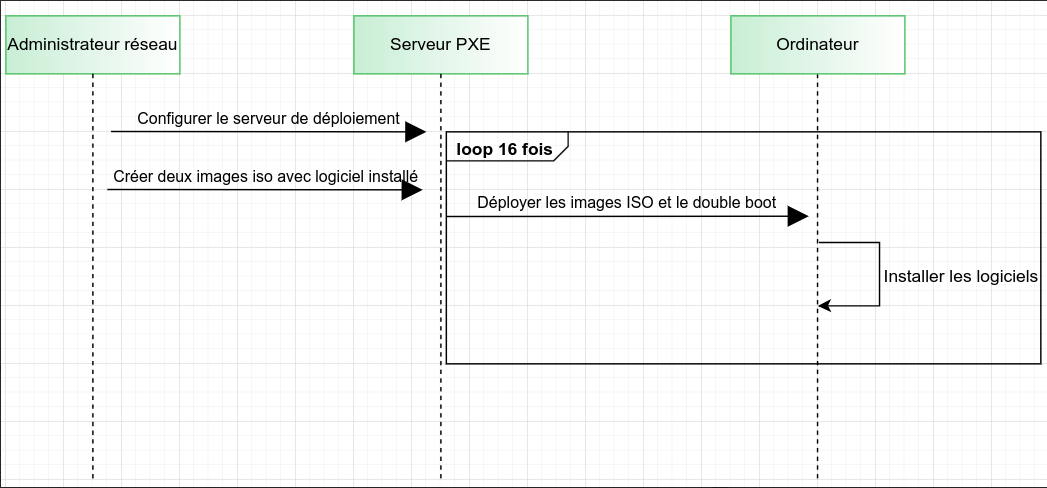 Administrateur réseau
Serveur PXE
Ordinateur
Configurer le serveur de déploiement
loop 16 fois
Créer deux images iso avec logiciel installé
Déployer les images ISO et le double boot
Installer les logiciels